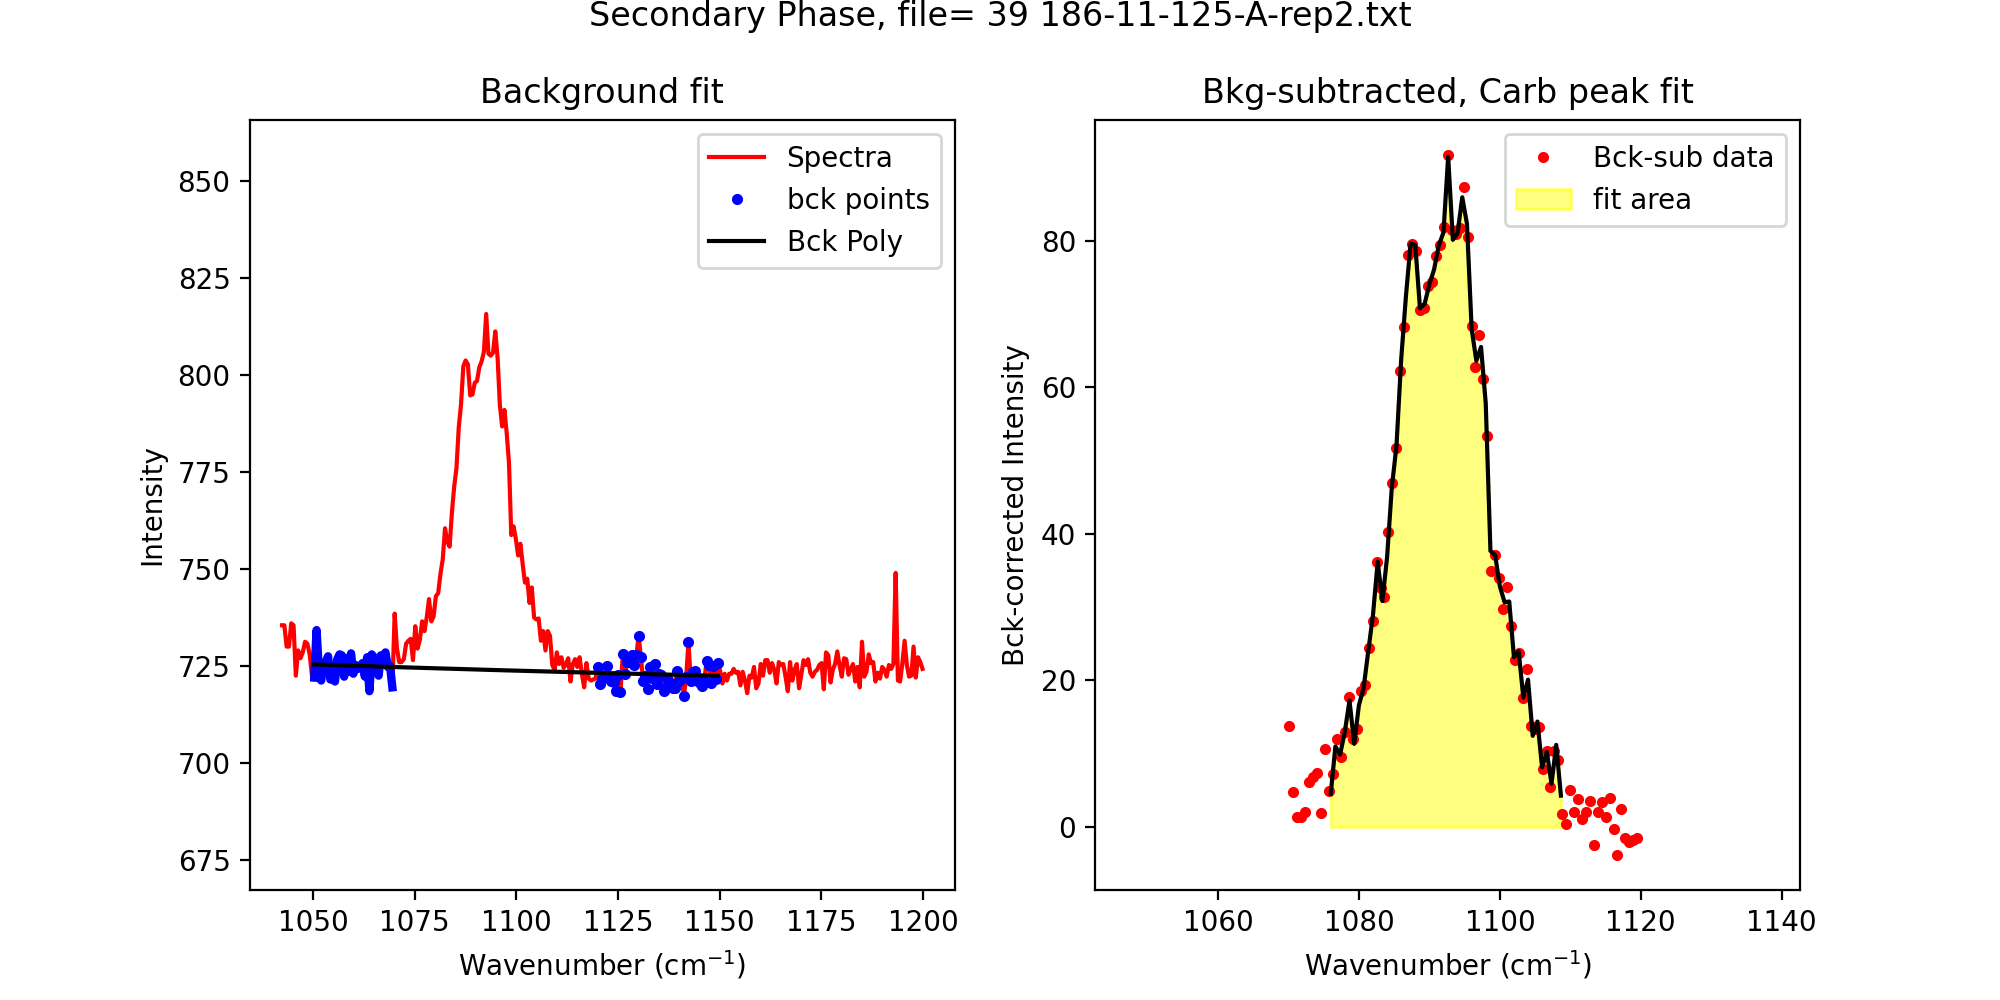 Secondary Phase, file= 39 186-11-125-A-rep2.txt
Background fit
Spectra
bck points
Bck Poly
850
825
800
775
750
725
700
675
Intensity
1050 1075 1100 1125 1150 1175 1200
Wavenumber (cm⁻¹)
Bkg-subtracted, Carb peak fit
Bck-sub data
fit area
80
60
40
20
0
Bck-corrected Intensity
1060 1080 1100 1120 1140
Wavenumber (cm⁻¹)